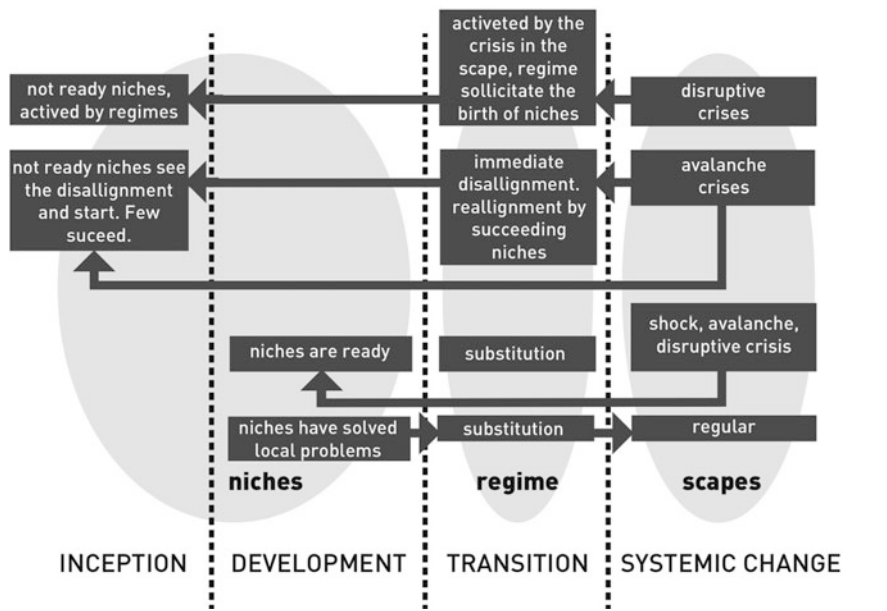 not ready niches,
actived by regimes
activeted by the
crisis in the
scape, regime
sollicitate the
birth of niches
disruptive
crises
not ready niches see
the disallignment
and start. Few
suceed.
immediate
disallignment.
reallignment by
succeeding
niches
avalanche
crises
niches are ready
substitution
shock, avalanche,
disruptive crisis
niches have solved
local problems
substitution
regular
niches
regime
scapes
INCEPTION
DEVELOPMENT
TRANSITION
SYSTEMIC CHANGE